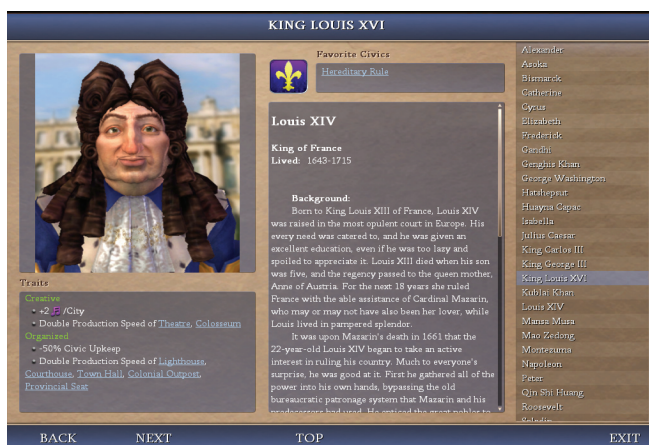 KING LOUIS XVI
Favorite Civics
Hereditary Rule
Louis XIV
King of France
Lived: 1643-1715
Background:
Born to King Louis XIII of France, Louis XIV
was raised in the most opulent court in Europe. His
every need was catered to, and he was given an
excellent education, even if he was too lazy and
spoiled to appreciate it. Louis XIII died when his son
was five, and the regency passed to the queen mother,
Anne of Austria. For the next 18 years she ruled
France with the able assistance of Cardinal Mazarin,
who may or may not have also been her lover, while
Louis lived in pampered splendor.
It was upon Mazarin's death in 1661 that the
22-year-old Louis XIV began to take an active
interest in ruling his country. Much to everyone's
surprise, he was good at it. First he gathered all of the
power into his own hands, bypassing the old
bureaucratic patronage system that Mazarin and his
predecessors had used. He enticed the great nobles to
Traits
Creative
+2 /City
Double Production Speed of Theatre, Colosseum
Organized
-50% Civic Upkeep
Double Production Speed of Lighthouse,
Courthouse, Town Hall, Colonial Outpost,
Provincial Seat
Alexander
Asoka
Bismarck
Catherine
Cyrus
Elizabeth
Frederick
Gandhi
Genghis Khan
George Washington
Hatshepsut
Huayna Capac
Isabella
Julius Caesar
King Carlos III
King George III
King Louis XVI
Kublai Khan
Louis XIV
Mansa Musa
Mao Zedong
Montezuma
Napoleon
Peter
Qin Shi Huang
Roosevelt
Saladin
BACK
NEXT
TOP
EXIT